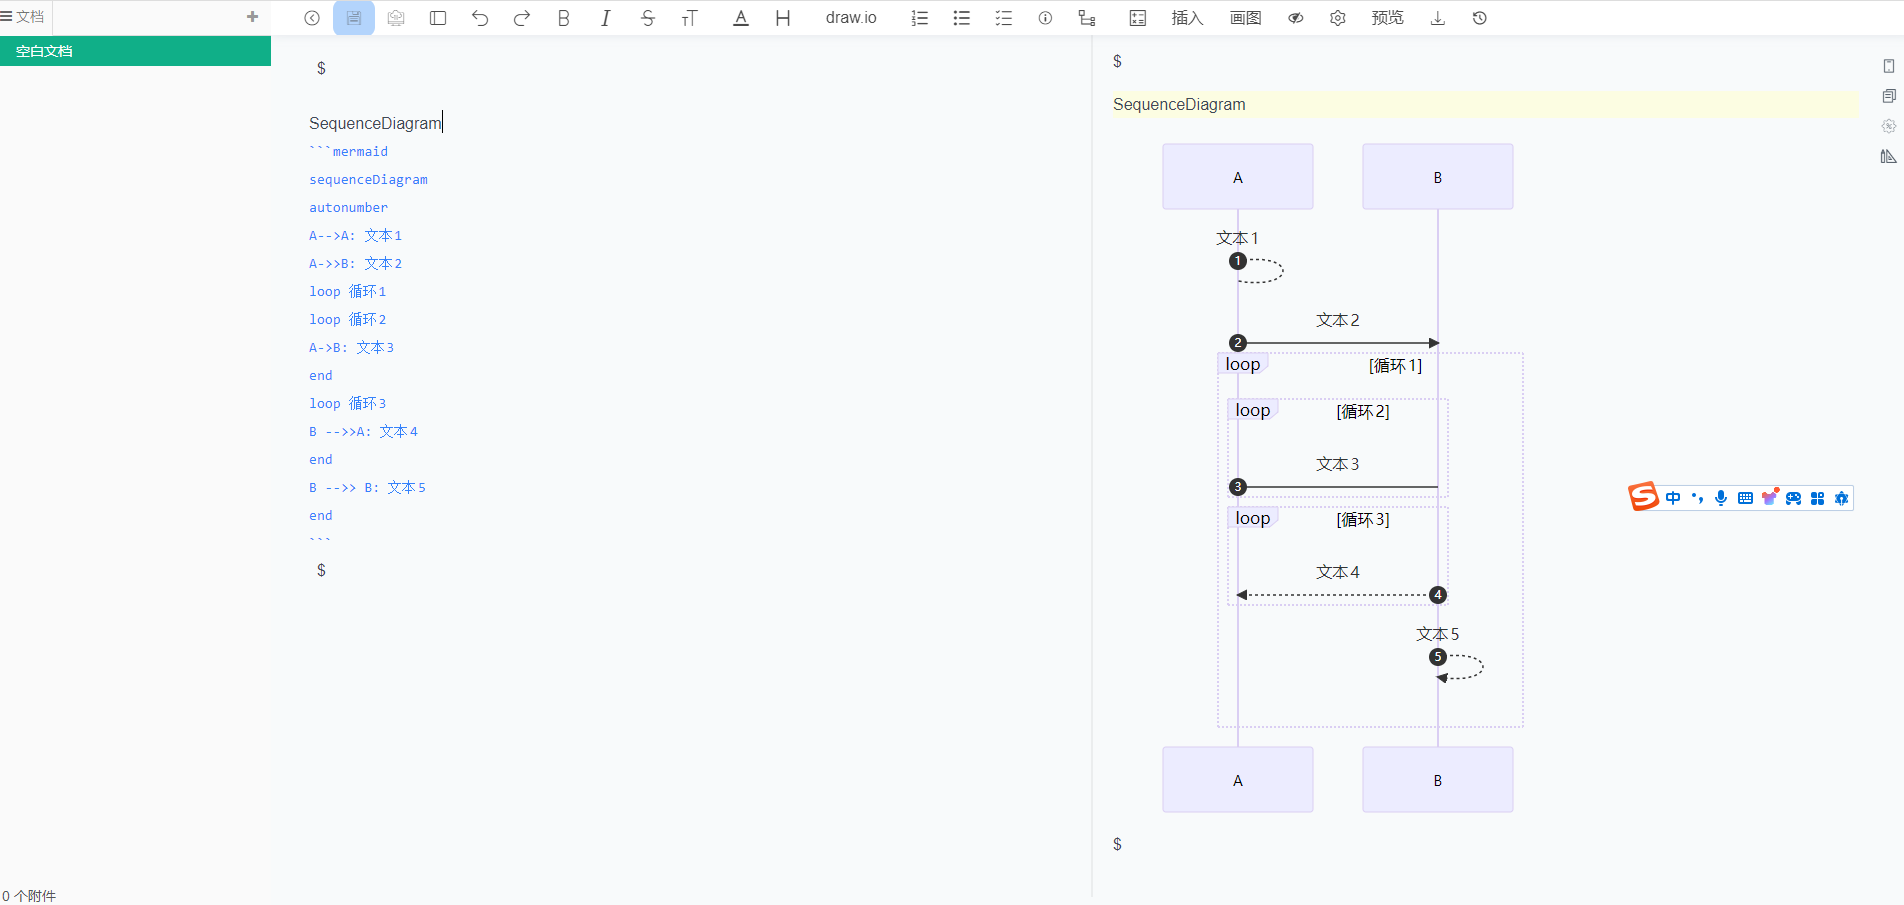 文档
draw.io 插入 画图 预览
空白文档
$
SequenceDiagram
```mermaid
sequenceDiagram
autonumber
A-->A: 文本1
A->>B: 文本2
loop 循环1
loop 循环2
A->B: 文本3
end
loop 循环3
B -->>A: 文本4
end
B -->> B: 文本5
end
```
$
$
SequenceDiagram
A B
文本1
1
文本2
2
loop [循环1]
loop [循环2]
文本3
3
loop [循环3]
文本4
4
文本5
5
A B
$
中
0 个附件